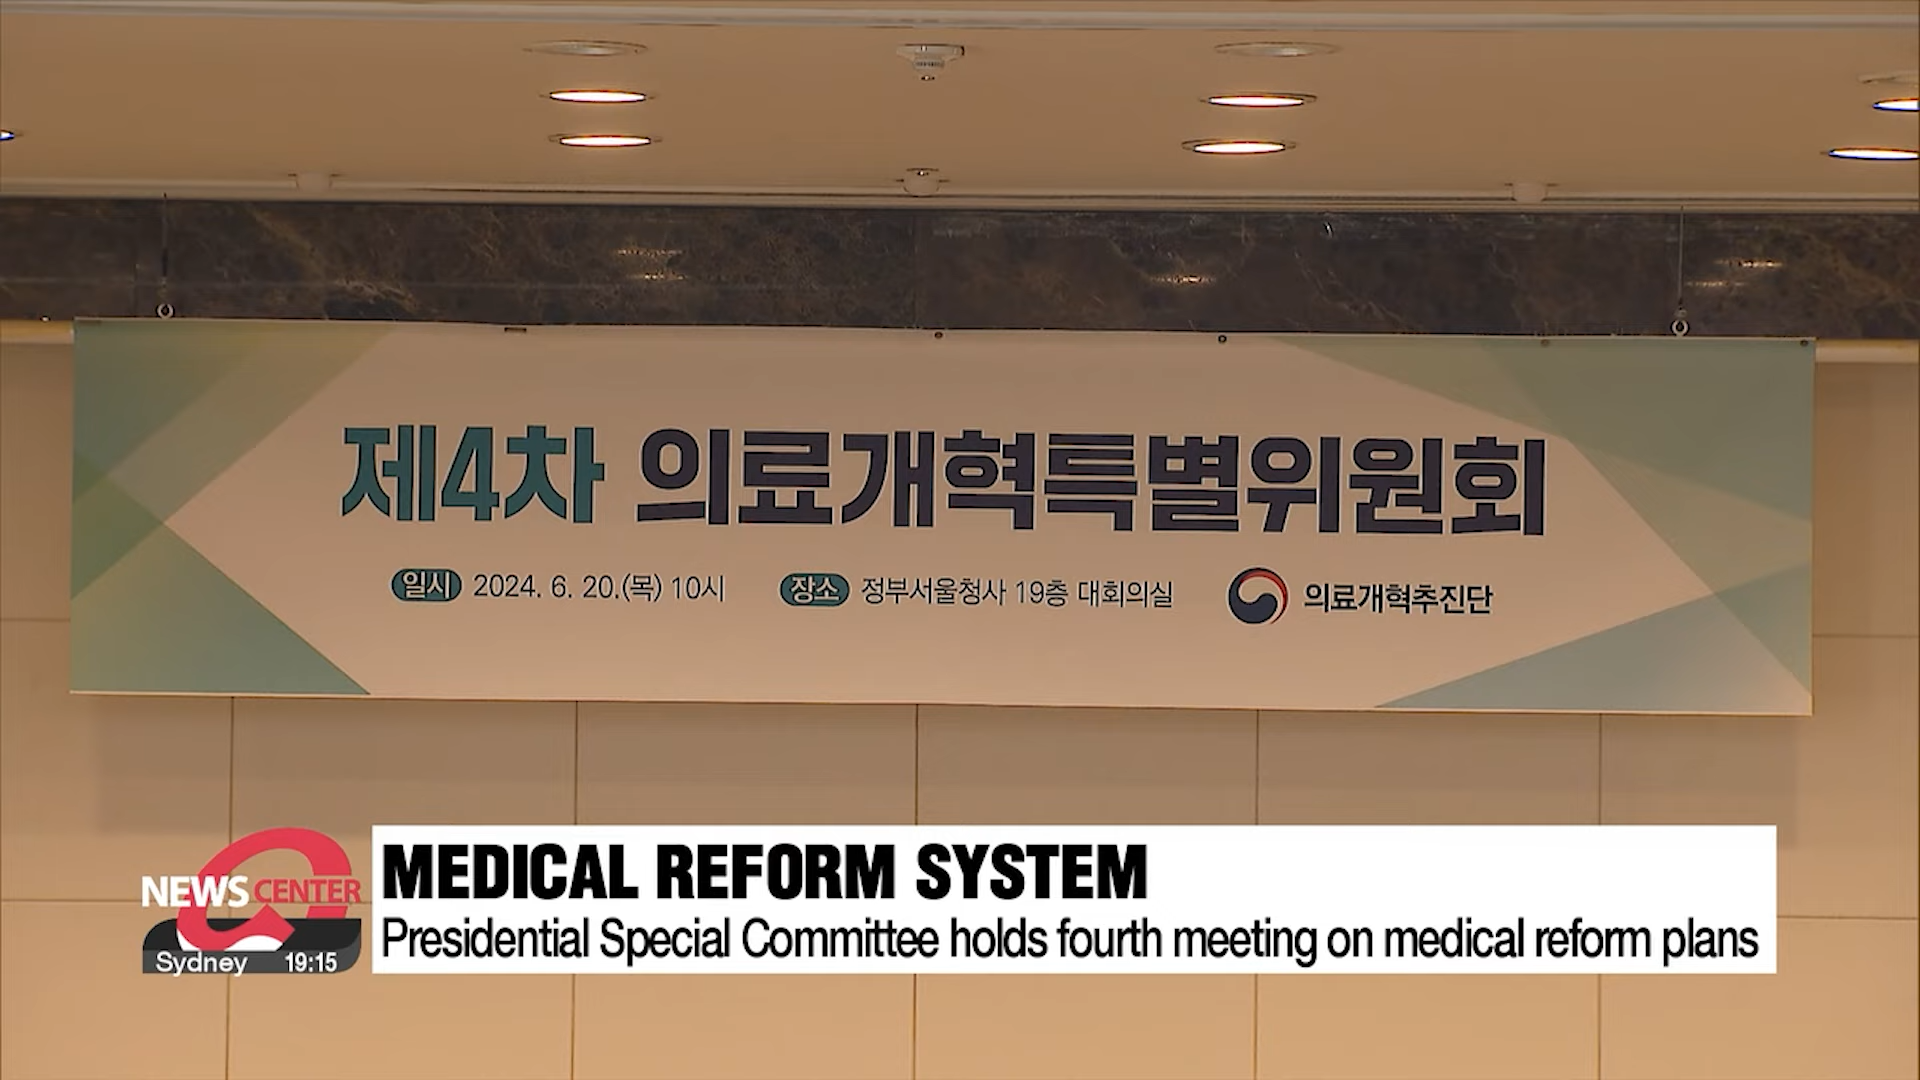 제4차 의료개혁특별위원회
일시 2024. 6. 20.(목) 10시 장소 정부서울청사 19층 대회의실 의료개혁추진단
NEWS CENTER
Sydney 19:15
MEDICAL REFORM SYSTEM
Presidential Special Committee holds fourth meeting on medical reform plans